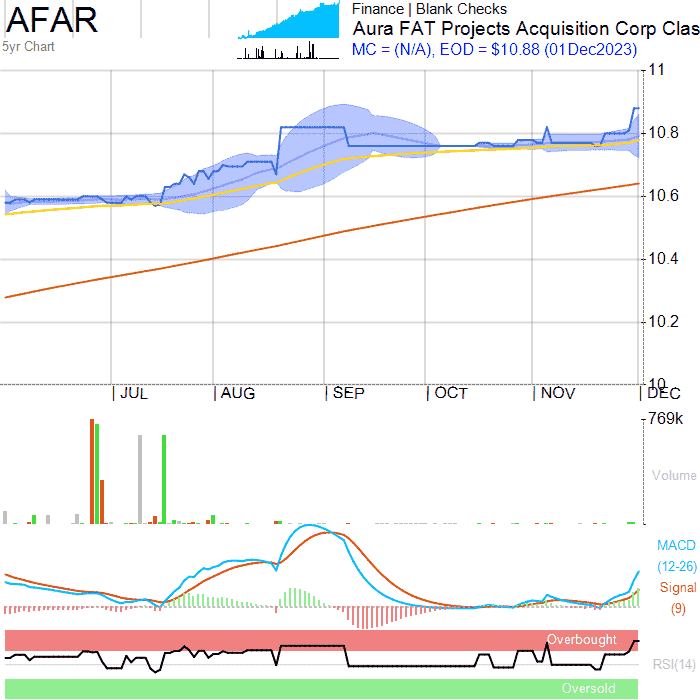 AFAR
5yr Chart
Finance | Blank Checks
Aura FAT Projects Acquisition Corp Clas
MC = (N/A), EOD = $10.88 (01Dec2023)
11
10.8
10.6
10.4
10.2
10
JUL AUG SEP OCT NOV DEC
769k
Volume
MACD
(12-26)
Signal
(9)
Overbought
RSI(14)
Oversold